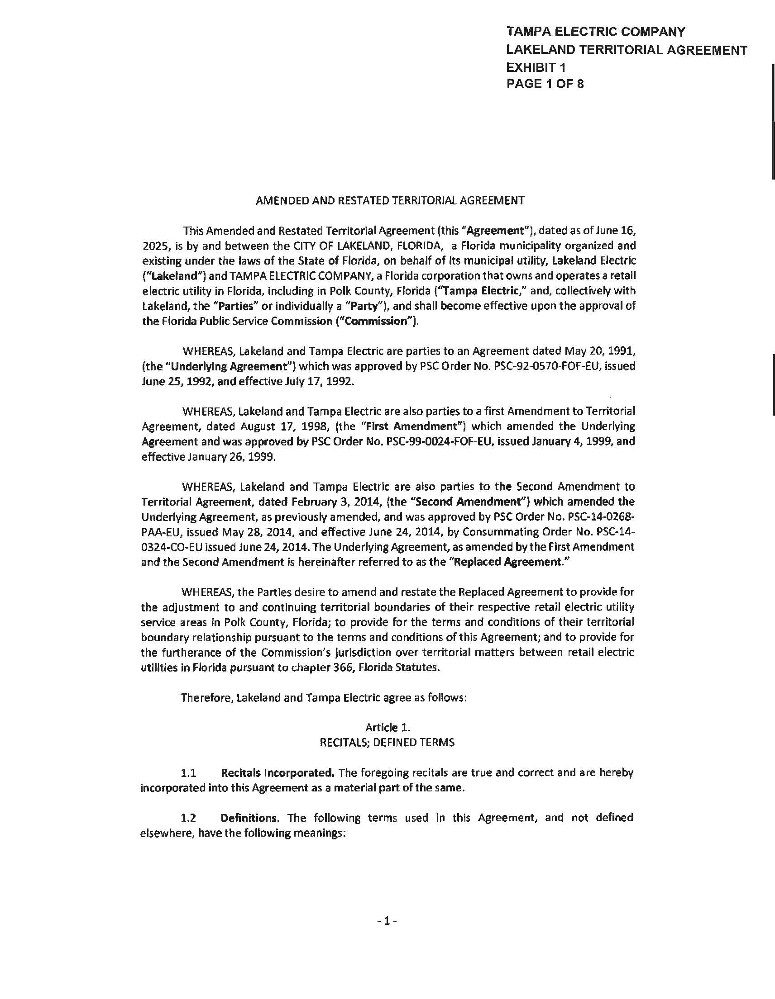 TAMPA ELECTRIC COMPANY
LAKELAND TERRITORIAL AGREEMENT
EXHIBIT 1
PAGE 1 OF 8
AMENDED AND RESTATED TERRITORIAL AGREEMENT
This Amended and Restated Territorial Agreement (this “Agreement”), dated as of June 16,
2025, is by and between the CITY OF LAKELAND, FLORIDA, a Florida municipality organized and
existing under the laws of the State of Florida, on behalf of its municipal utility, Lakeland Electric
(“Lakeland”) and TAMPA ELECTRIC COMPANY, a Florida corporation that owns and operates a retail
electric utility in Florida, including in Polk County, Florida (“Tampa Electric,” and, collectively with
Lakeland, the “Parties” or individually a “Party”), and shall become effective upon the approval of
the Florida Public Service Commission (“Commission”).
WHEREAS, Lakeland and Tampa Electric are parties to an Agreement dated May 20, 1991,
(the “Underlying Agreement”) which was approved by PSC Order No. PSC-92-0570-FOF-EU, issued
June 25, 1992, and effective July 17, 1992.
WHEREAS, Lakeland and Tampa Electric are also parties to a first Amendment to Territorial
Agreement, dated August 17, 1998, (the “First Amendment”) which amended the Underlying
Agreement and was approved by PSC Order No. PSC-99-0024-FOF-EU, issued January 4, 1999, and
effective January 26, 1999.
WHEREAS, Lakeland and Tampa Electric are also parties to the Second Amendment to
Territorial Agreement, dated February 3, 2014, (the “Second Amendment”) which amended the
Underlying Agreement, as previously amended, and was approved by PSC Order No. PSC-14-0268-
PAA-EU, issued May 28, 2014, and effective June 24, 2014, by Consummating Order No. PSC-14-
0324-CO-EU issued June 24, 2014. The Underlying Agreement, as amended by the First Amendment
and the Second Amendment is hereinafter referred to as the “Replaced Agreement.”
WHEREAS, the Parties desire to amend and restate the Replaced Agreement to provide for
the adjustment to and continuing territorial boundaries of their respective retail electric utility
service areas in Polk County, Florida; to provide for the terms and conditions of their territorial
boundary relationship pursuant to the terms and conditions of this Agreement; and to provide for
the furtherance of the Commission’s jurisdiction over territorial matters between retail electric
utilities in Florida pursuant to chapter 366, Florida Statutes.
Therefore, Lakeland and Tampa Electric agree as follows:
Article 1.
RECITALS; DEFINED TERMS
1.1 Recitals Incorporated. The foregoing recitals are true and correct and are hereby
incorporated into this Agreement as a material part of the same.
1.2 Definitions. The following terms used in this Agreement, and not defined
elsewhere, have the following meanings:
- 1 -